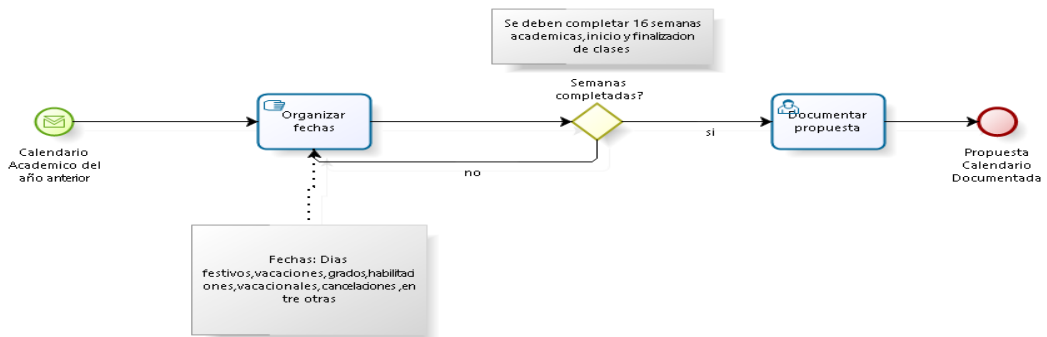 Se deben completar 16 semanas
academicas,inicio y finalizacion
de clases
Semanas
completadas?
Organizar
fechas
Documentar
propuesta
si
no
Calendario
Academico del
año anterior
Propuesta
Calendario
Documentada
Fechas: Dias
festivos,vacaciones,grados,habilitaci
ones,vacacionales,cancelaciones ,en
tre otras